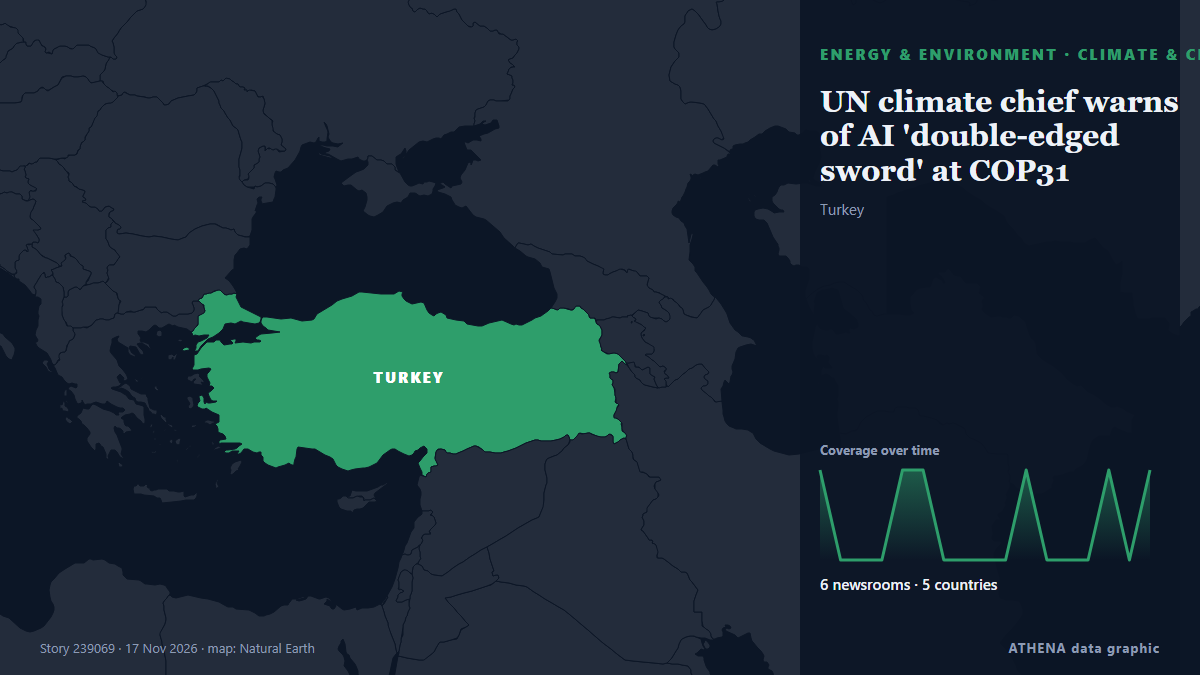 ENERGY & ENVIRONMENT · CLIMATE &
UN climate chief warns
of AI 'double-edged
sword' at COP31
Turkey
TURKEY
Coverage over time
6 newsrooms · 5 countries
Story 239069 · 17 Nov 2026 · map: Natural Earth
ATHENA data graphic